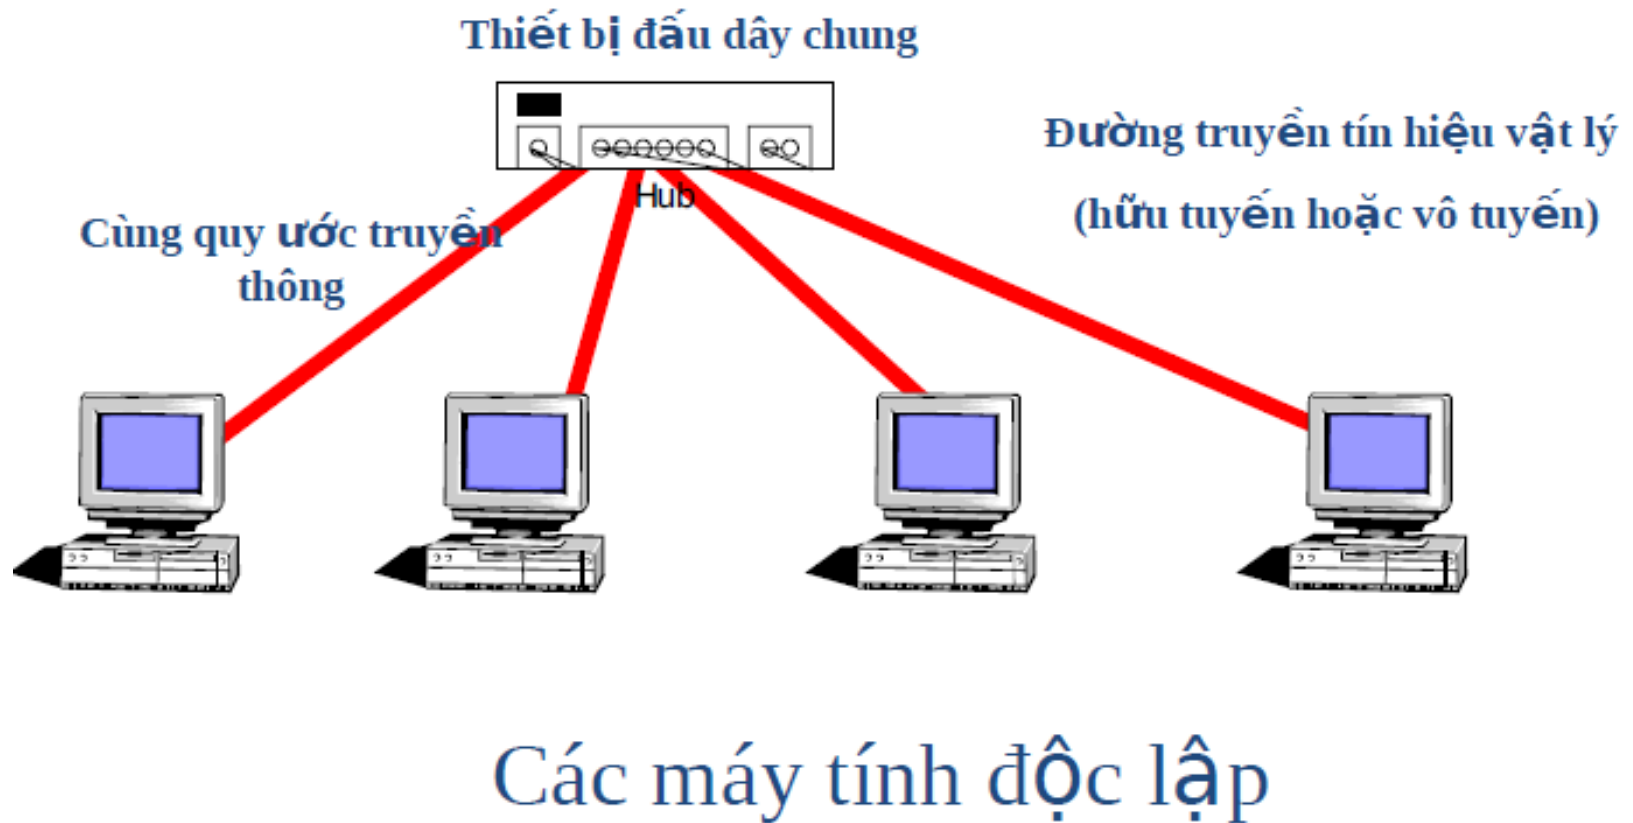 Thiết bị đấu dây chung
Đường truyền tín hiệu vật lý
(hữu tuyến hoặc vô tuyến)
Hub
Cùng quy ước truyền
thông
Các máy tính độc lập